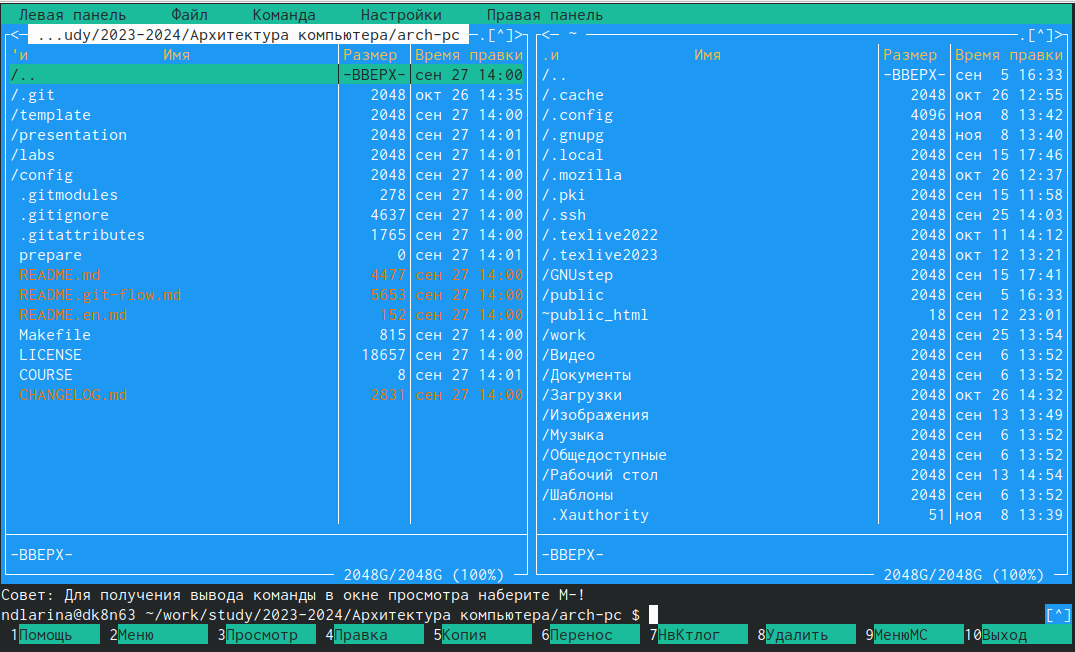 Левая панель Файл Команда Настройки Правая панель
<─ ...udy/2023-2024/Архитектура компьютера/arch-pc ─.[^]>
'и Имя Размер Время правки
/.. -ВВЕРХ- сен 27 14:00
/.git 2048 окт 26 14:35
/template 2048 сен 27 14:00
/presentation 2048 сен 27 14:01
/labs 2048 сен 27 14:01
/config 2048 сен 27 14:00
.gitmodules 278 сен 27 14:00
.gitignore 4637 сен 27 14:00
.gitattributes 1765 сен 27 14:00
prepare 0 сен 27 14:01
README.md 4477 сен 27 14:00
README.git-flow.md 5653 сен 27 14:00
README.en.md 152 сен 27 14:00
Makefile 815 сен 27 14:00
LICENSE 18657 сен 27 14:00
COURSE 8 сен 27 14:01
CHANGELOG.md 2831 сен 27 14:00
-ВВЕРХ-
2048G/2048G (100%)
<─ ~ ─.[^]>
.и Имя Размер Время правки
/.. -ВВЕРХ- сен 5 16:33
/.cache 2048 окт 26 12:55
/.config 4096 ноя 8 13:42
/.gnupg 2048 ноя 8 13:40
/.local 2048 сен 15 17:46
/.mozilla 2048 окт 26 12:37
/.pki 2048 сен 15 11:58
/.ssh 2048 сен 25 14:03
/.texlive2022 2048 окт 11 14:12
/.texlive2023 2048 окт 12 13:21
/GNUstep 2048 сен 15 17:41
/public 2048 сен 5 16:33
~public_html 18 сен 12 23:01
/work 2048 сен 25 13:54
/Видео 2048 сен 6 13:52
/Документы 2048 сен 6 13:52
/Загрузки 2048 окт 26 14:32
/Изображения 2048 сен 13 13:49
/Музыка 2048 сен 6 13:52
/Общедоступные 2048 сен 6 13:52
/Рабочий стол 2048 сен 13 14:54
/Шаблоны 2048 сен 6 13:52
.Xauthority 51 ноя 8 13:39
-ВВЕРХ-
2048G/2048G (100%)
Совет: Для получения вывода команды в окне просмотра наберите M-!
ndlarina@dk8n63 ~/work/study/2023-2024/Архитектура компьютера/arch-pc $ [^]
1Помощь 2Меню 3Просмотр 4Правка 5Копия 6Перенос 7НвКтлог 8Удалить 9МенюMC 10Выход